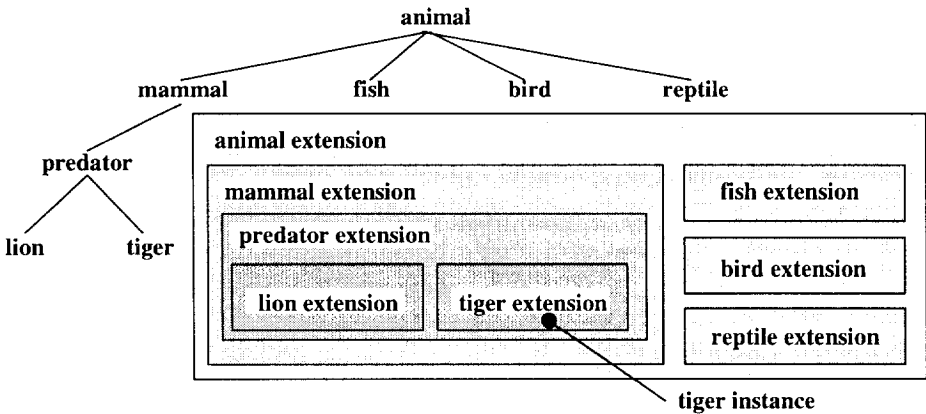 animal
mammal fish bird reptile
animal extension
predator
mammal extension
fish extension
predator extension
lion tiger
bird extension
lion extension
tiger extension
reptile extension
tiger instance